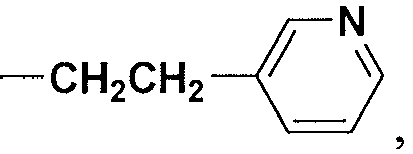 N
—CH₂CH₂
,